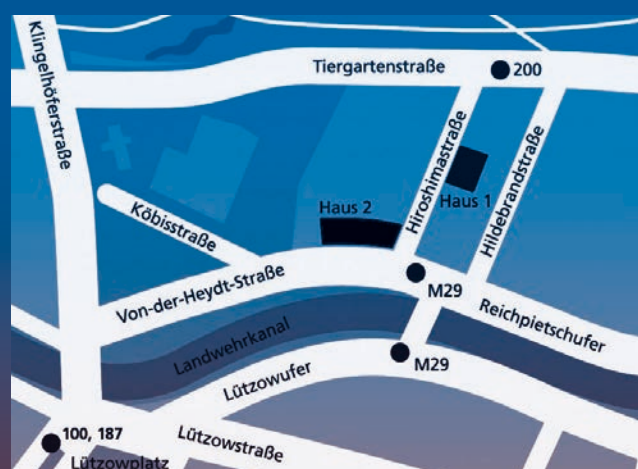 Klingelhöferstraße
Tiergartenstraße
200
Hiroshimastraße
Haus 1
Hildebrandstraße
Köbisstraße
Haus 2
Von-der-Heydt-Straße
M29
Reichpietschufer
Landwehrkanal
M29
Lützowufer
100, 187
Lützowstraße
Lützowplatz